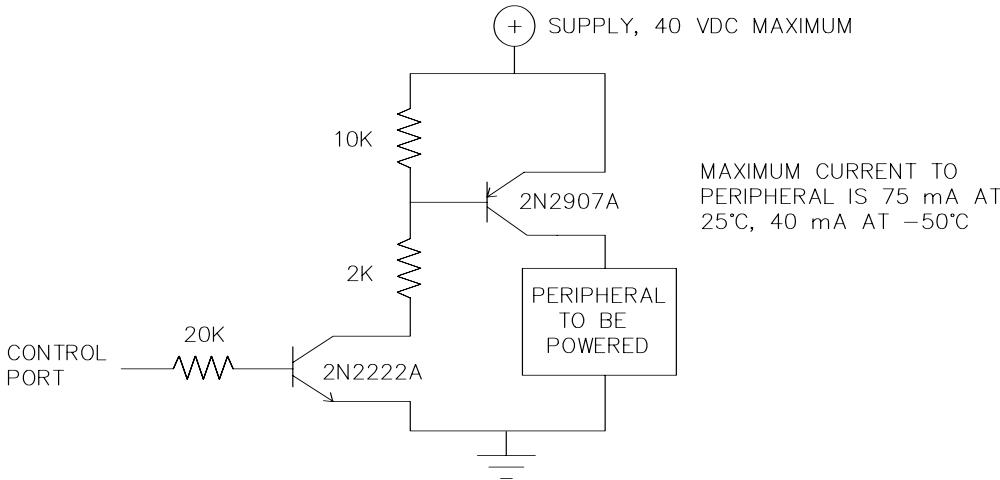 + SUPPLY, 40 VDC MAXIMUM
10K
MAXIMUM CURRENT TO
PERIPHERAL IS 75 mA AT
25°C, 40 mA AT −50°C
2N2907A
2K
PERIPHERAL
TO BE
POWERED
20K
CONTROL
PORT
2N2222A